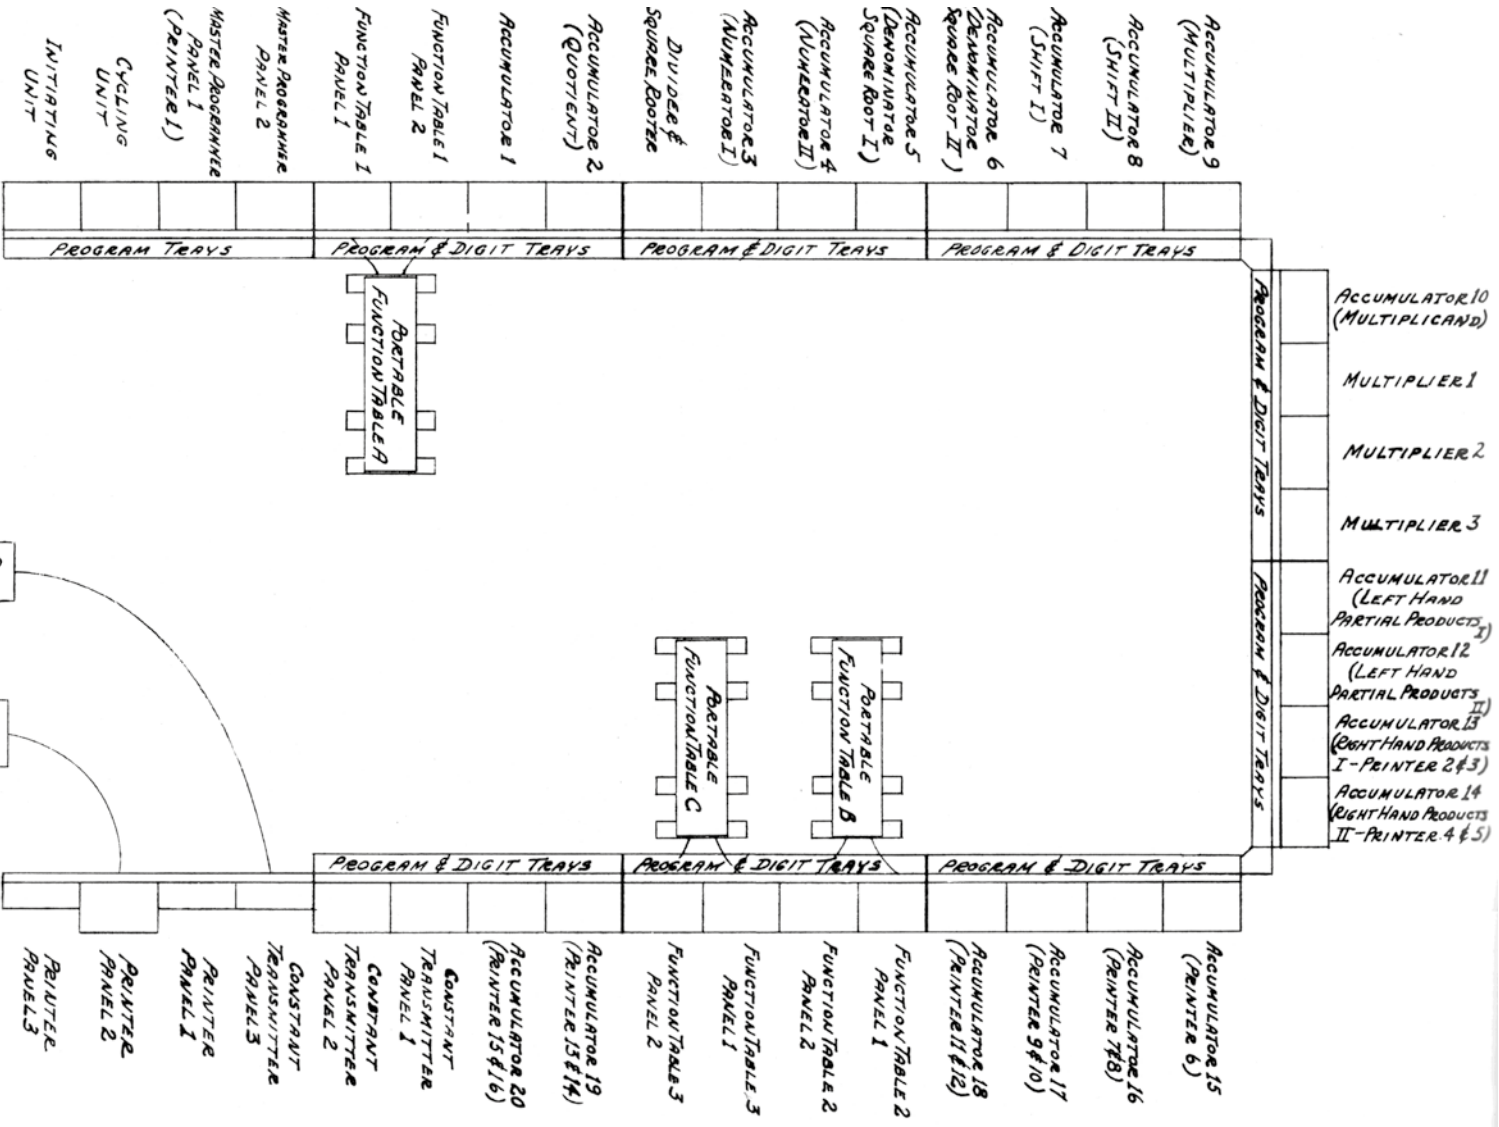 INITIATING
UNIT
CYCLING
UNIT
MASTER PROGRAMMER
PANEL 1
(PRINTER 1)
MASTER PROGRAMMER
PANEL 2
FUNCTION TABLE 1
PANEL 1
FUNCTION TABLE 1
PANEL 2
ACCUMULATOR 1
ACCUMULATOR 2
(QUOTIENT)
DIVIDER &
SQUARE ROOTER
ACCUMULATOR 3
(NUMERATOR I)
ACCUMULATOR 4
(NUMERATOR II)
ACCUMULATOR 5
(DENOMINATOR
SQUARE ROOT I)
ACCUMULATOR 6
(DENOMINATOR
SQUARE ROOT II)
ACCUMULATOR 7
(SHIFT I)
ACCUMULATOR 8
(SHIFT II)
ACCUMULATOR 9
(MULTIPLIER)
PROGRAM TRAYS
PROGRAM & DIGIT TRAYS
PROGRAM & DIGIT TRAYS
PROGRAM & DIGIT TRAYS
PROGRAM & DIGIT TRAYS
PROGRAM & DIGIT TRAYS
ACCUMULATOR 10
(MULTIPLICAND)
MULTIPLIER 1
MULTIPLIER 2
MULTIPLIER 3
ACCUMULATOR 11
(LEFT HAND
PARTIAL PRODUCTS
I)
ACCUMULATOR 12
(LEFT HAND
PARTIAL PRODUCTS
II)
ACCUMULATOR 13
(RIGHT HAND PRODUCTS
I-PRINTER 2 & 3)
ACCUMULATOR 14
(RIGHT HAND PRODUCTS
II-PRINTER 4 & 5)
PORTABLE
FUNCTION TABLE A
PORTABLE
FUNCTION TABLE C
PORTABLE
FUNCTION TABLE B
PROGRAM & DIGIT TRAYS
PROGRAM & DIGIT TRAYS
PROGRAM & DIGIT TRAYS
PRINTER
PANEL 3
PRINTER
PANEL 2
PRINTER
PANEL 1
CONSTANT
TRANSMITTER
PANEL 3
CONSTANT
TRANSMITTER
PANEL 2
CONSTANT
TRANSMITTER
PANEL 1
ACCUMULATOR 20
(PRINTER 15 & 16)
ACCUMULATOR 19
(PRINTER 13 & 14)
FUNCTION TABLE 3
PANEL 2
FUNCTION TABLE 3
PANEL 1
FUNCTION TABLE 2
PANEL 2
FUNCTION TABLE 2
PANEL 1
ACCUMULATOR 18
(PRINTER 11 & 12)
ACCUMULATOR 17
(PRINTER 9 & 10)
ACCUMULATOR 16
(PRINTER 7 & 8)
ACCUMULATOR 15
(PRINTER 6)